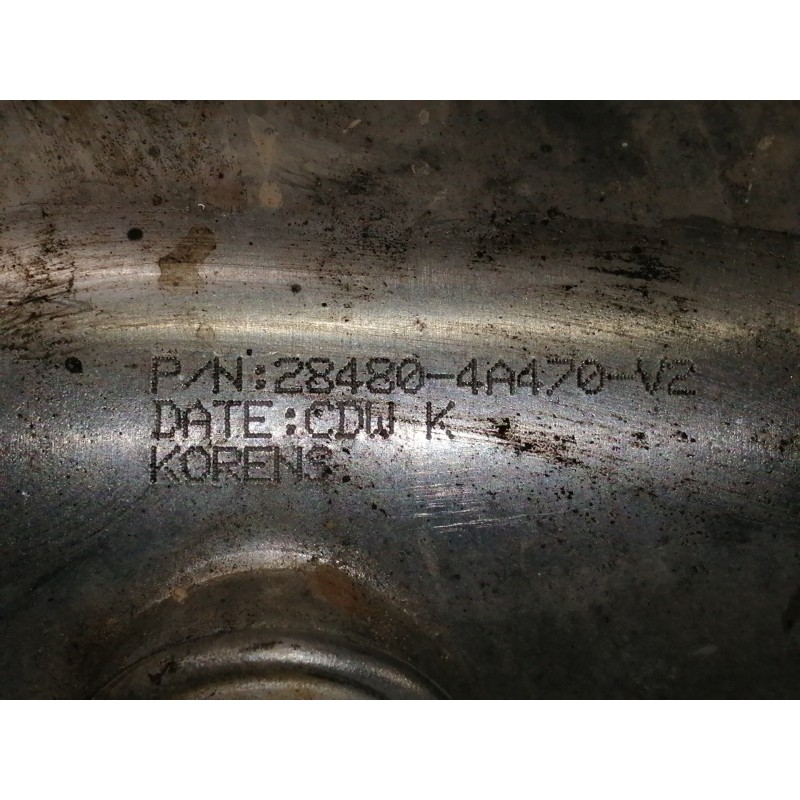 P/N:28480-4A470-V2
DATE:CDW K
KORENS